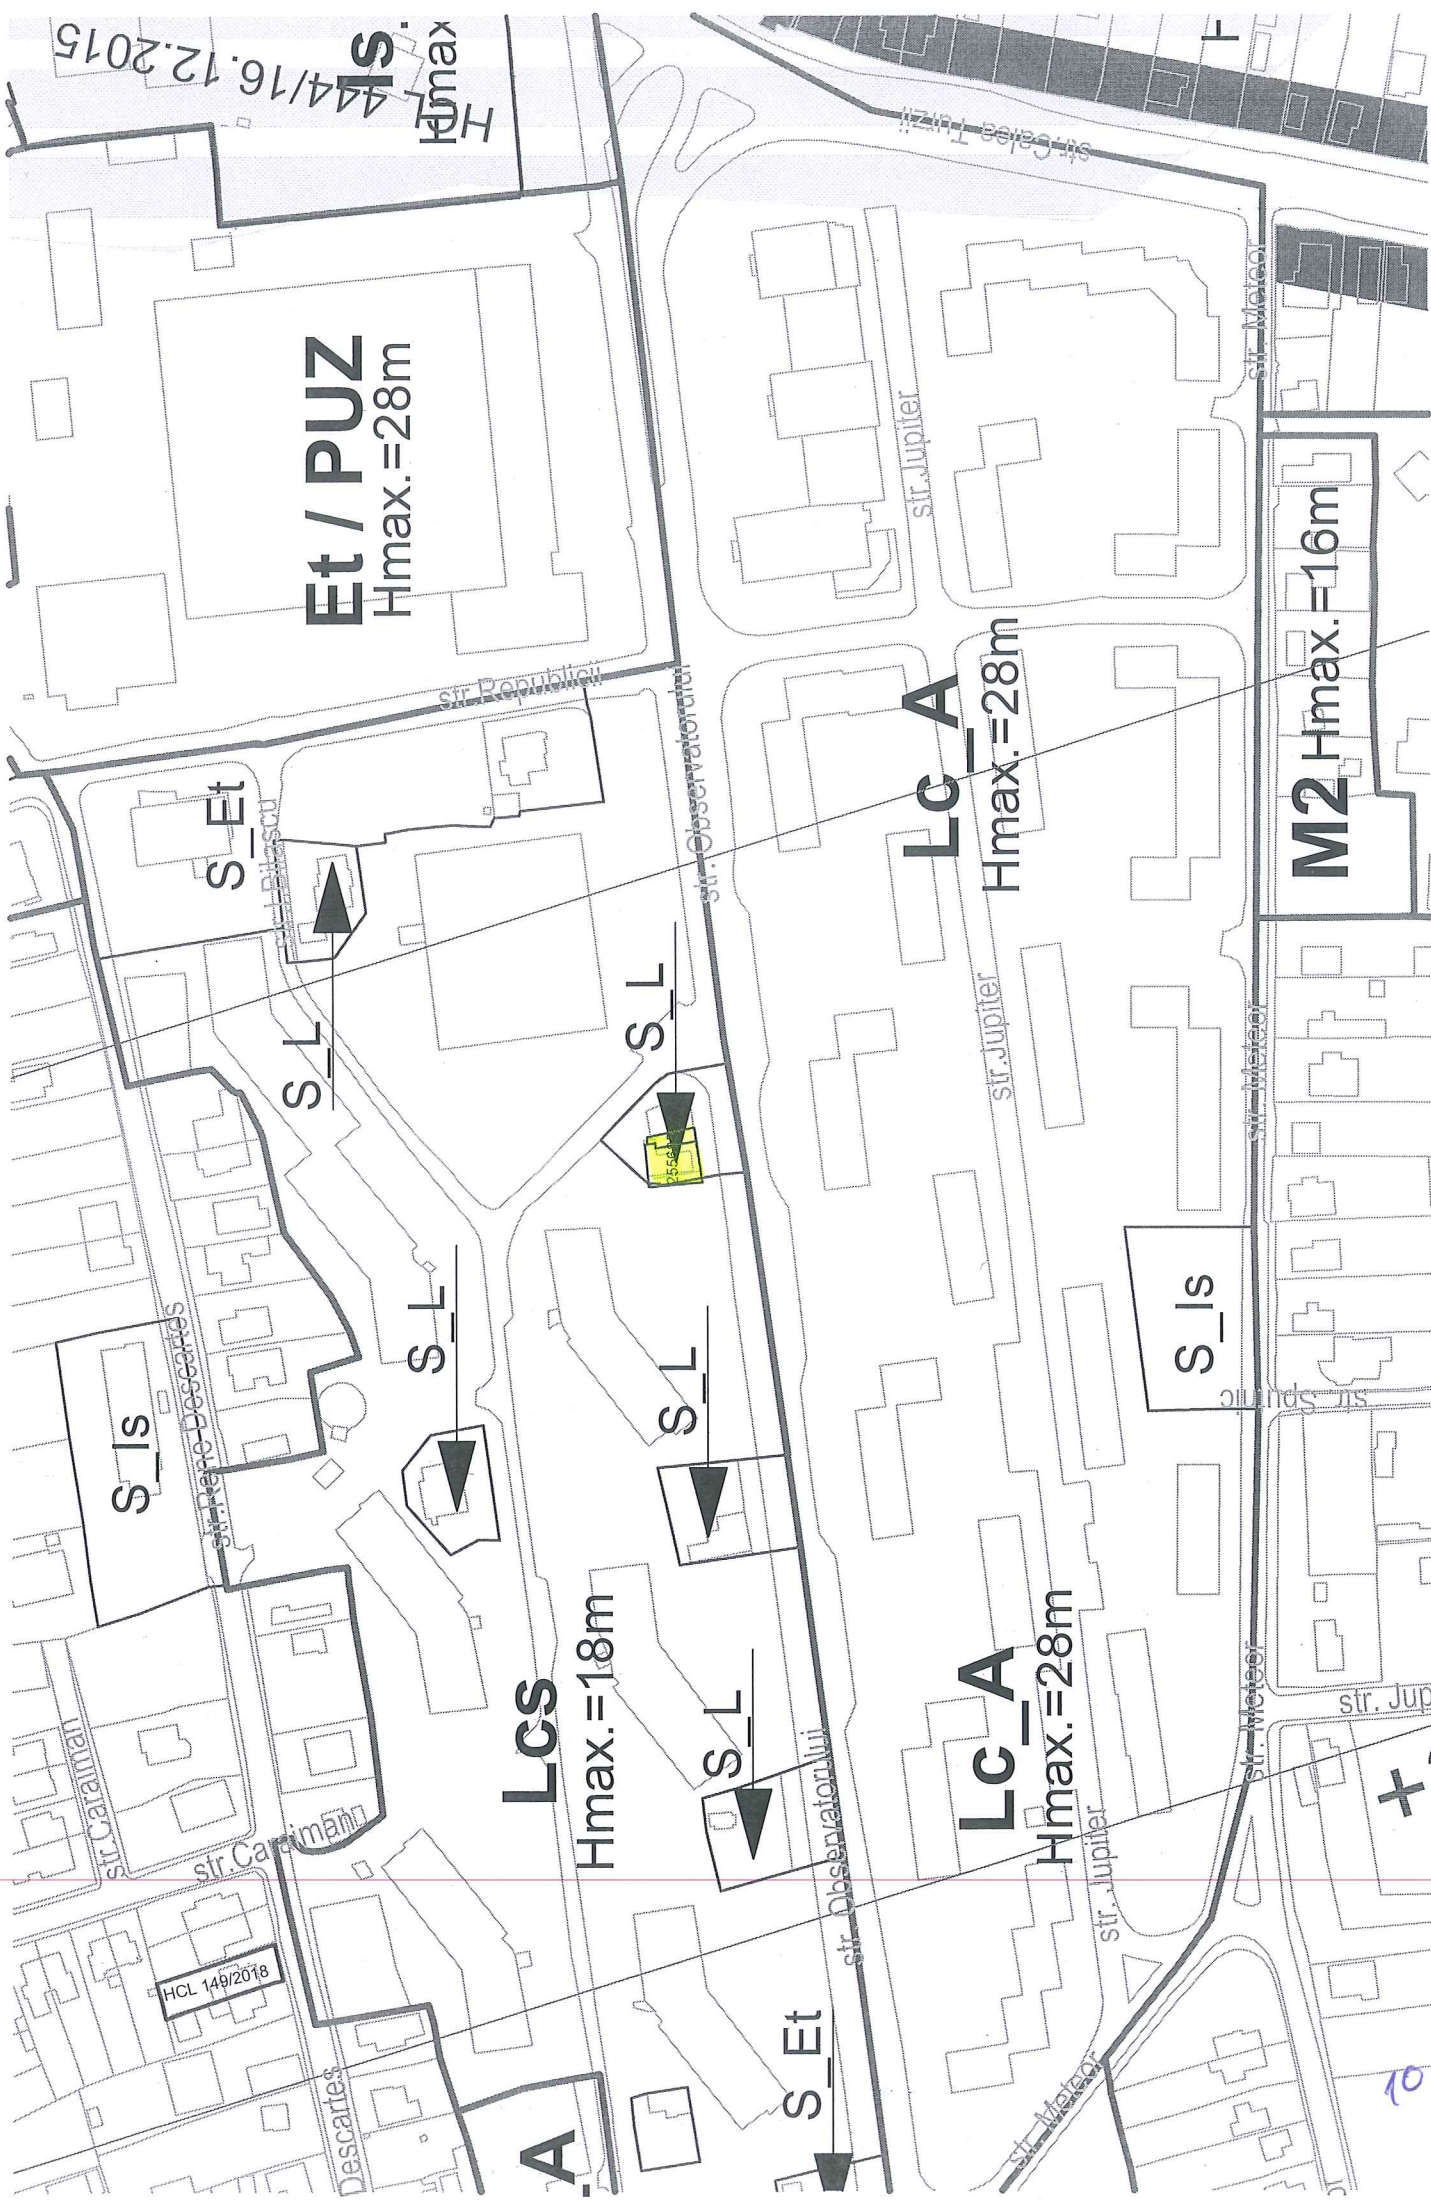 HCL 444/16.12.2015
Is
Hmax
str.Calea Turzii
Et / PUZ
Hmax.=28m
str.Republicii
str.Observatorului
str.Jupiter
str.Meteor
S_Et
S_L
S_L
str.Observatorului
Lc_A
Hmax.=28m
M2 Hmax.=16m
str.Jupiter
str. Meteor
S_L
S_L
S_Is
str.Rene Descartes
S_Is
str Sputnic
str.Caraiman
str.Caraimann
Lcs
Hmax.=18m
S_L
Lc_A
Hmax.=28m
str. Meteor
str. Jup
HCL 149/2018
str. Observatorului
str. Jupiter
Descartes
A
S_Et
str. Meteor
+
10